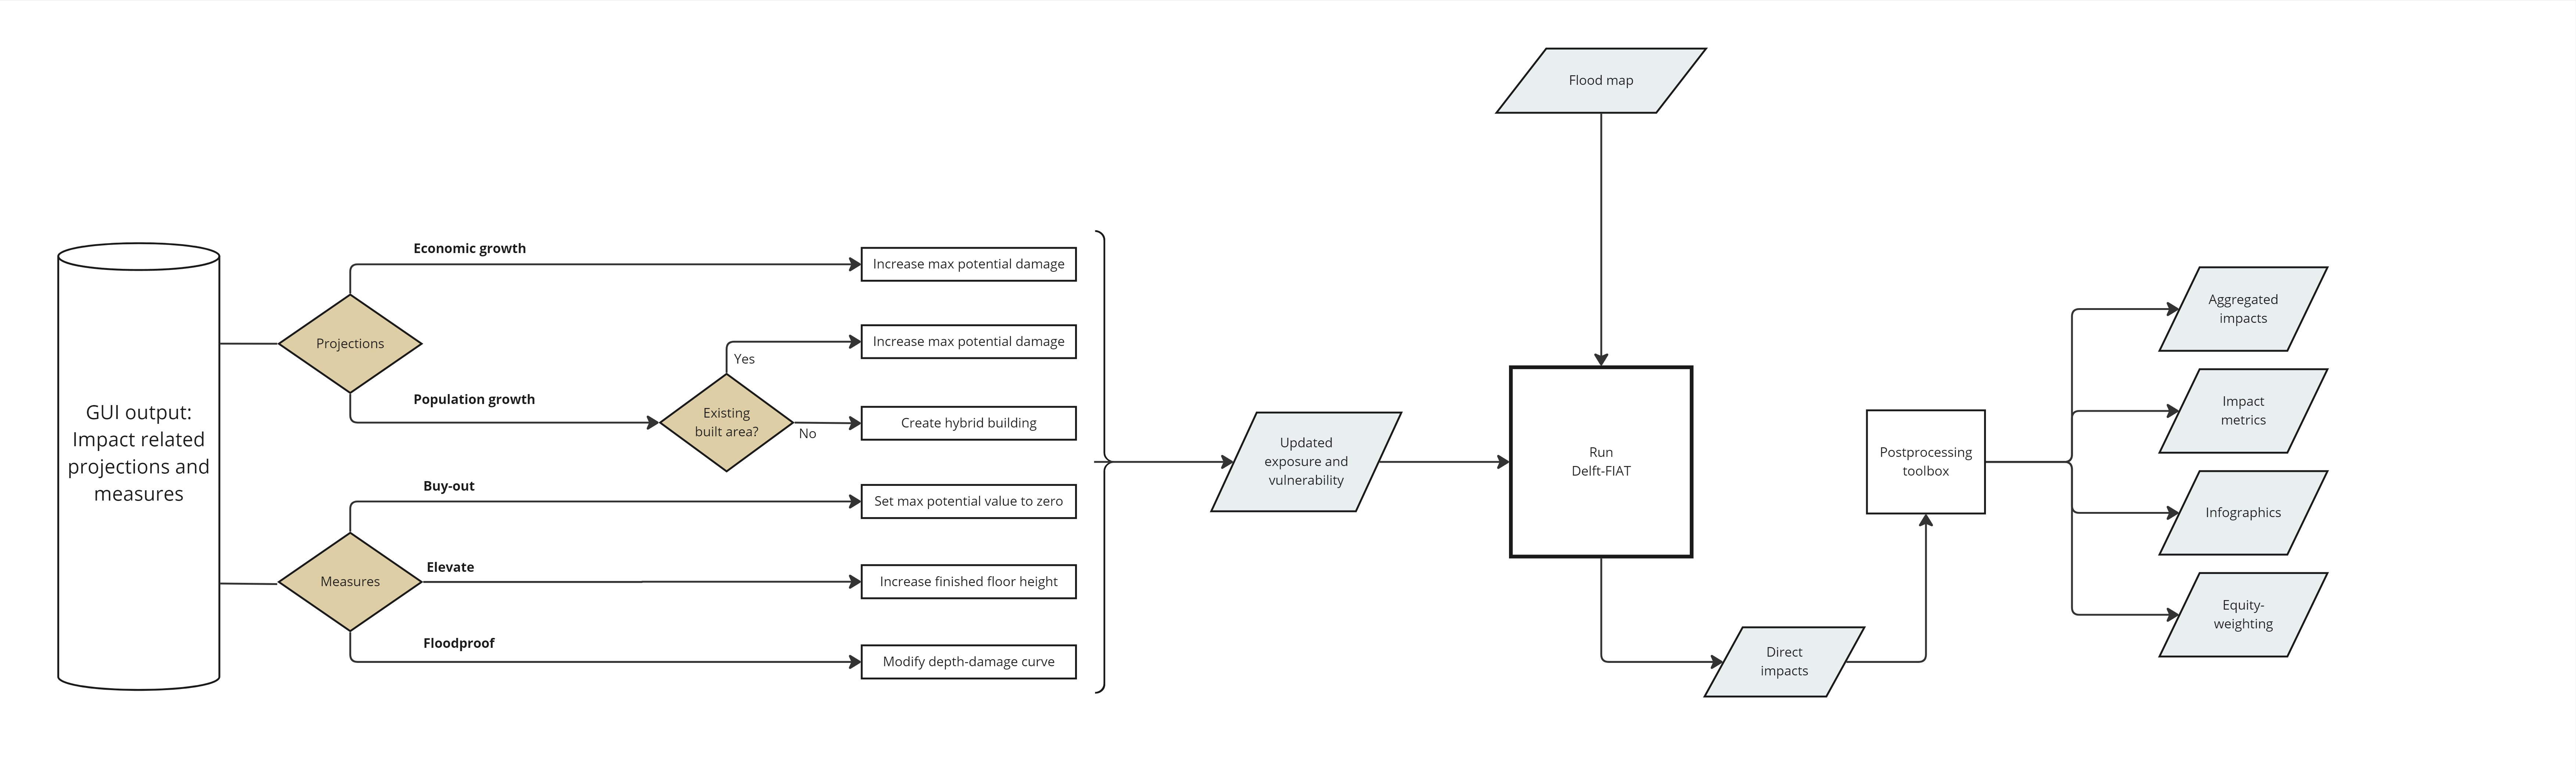 GUI output:
Impact related
projections and
measures
Projections
Economic growth
Population growth
Existing
built area?
Yes
No
Increase max potential damage
Increase max potential damage
Create hybrid building
Measures
Buy-out
Elevate
Floodproof
Set max potential value to zero
Increase finished floor height
Modify depth-damage curve
Updated
exposure and
vulnerability
Flood map
Run
Delft-FIAT
Direct
impacts
Postprocessing
toolbox
Aggregated
impacts
Impact
metrics
Infographics
Equity-
weighting